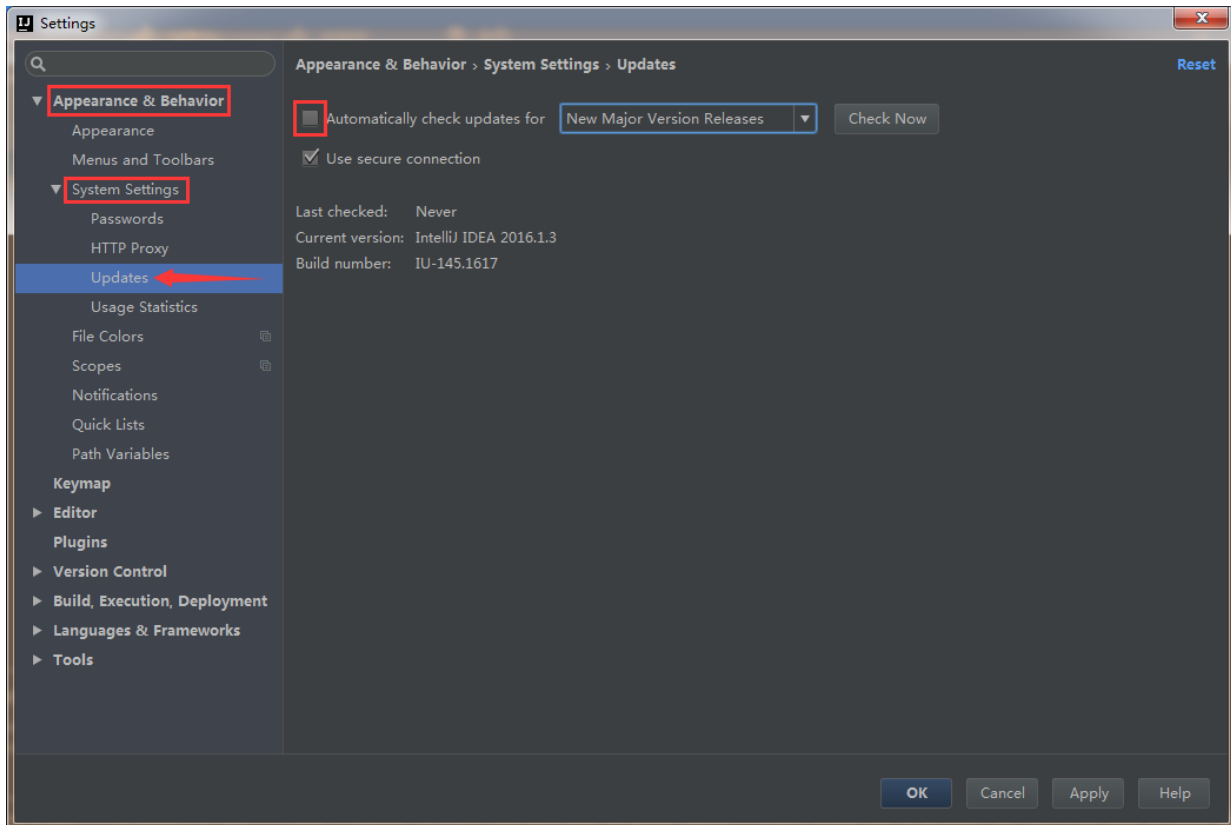 Settings
Appearance & Behavior › System Settings › Updates
Reset
Appearance & Behavior
Appearance
Menus and Toolbars
System Settings
Passwords
HTTP Proxy
Updates
Usage Statistics
File Colors
Scopes
Notifications
Quick Lists
Path Variables
Keymap
Editor
Plugins
Version Control
Build, Execution, Deployment
Languages & Frameworks
Tools
Automatically check updates for New Major Version Releases Check Now
Use secure connection
Last checked: Never
Current version: IntelliJ IDEA 2016.1.3
Build number: IU-145.1617
OK Cancel Apply Help